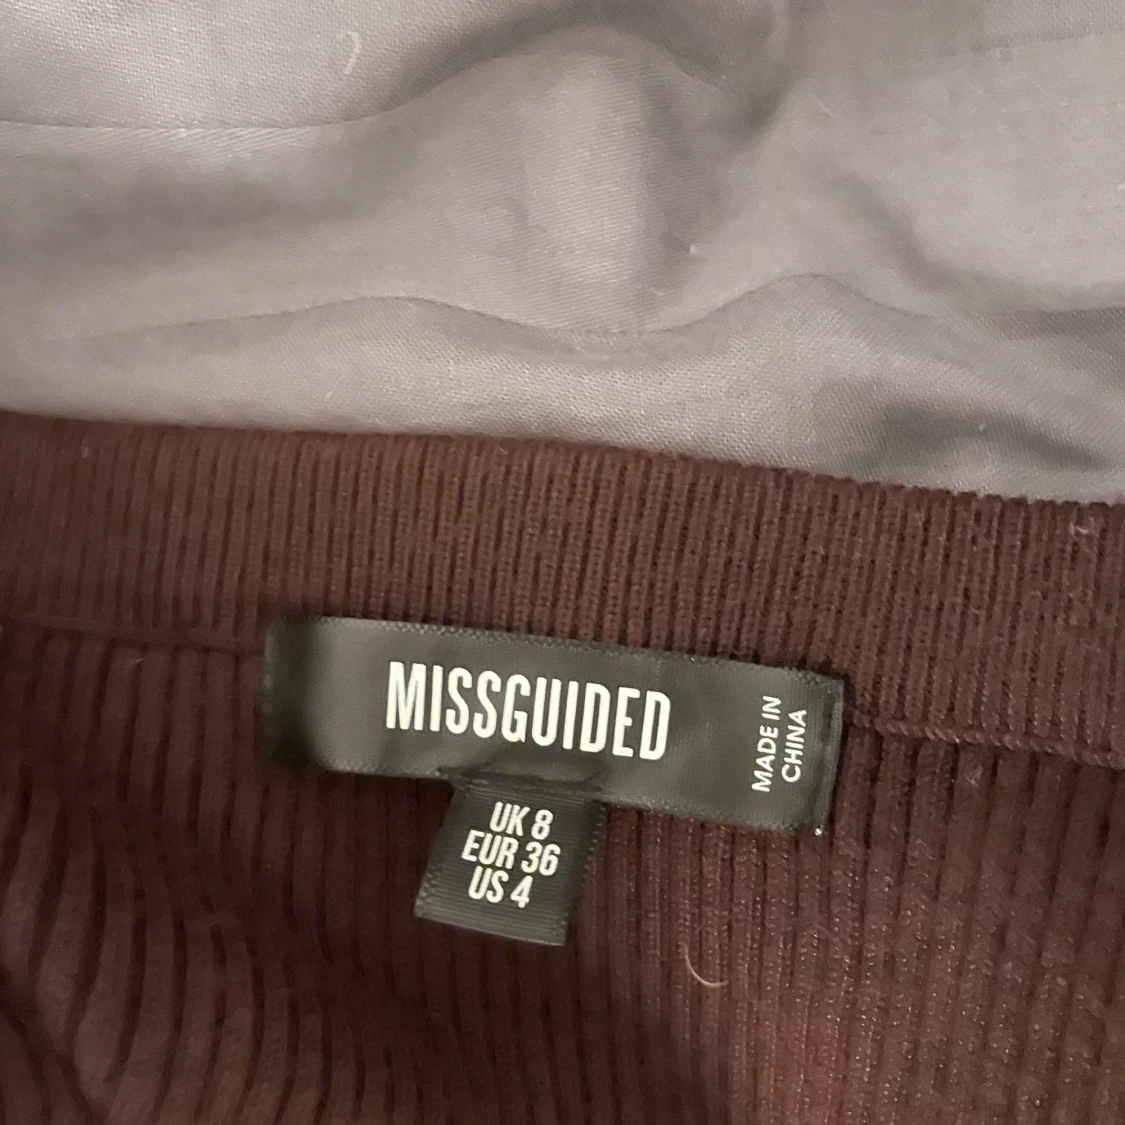 MISSGUIDED
MADE IN
CHINA
UK 8
EUR 36
US 4